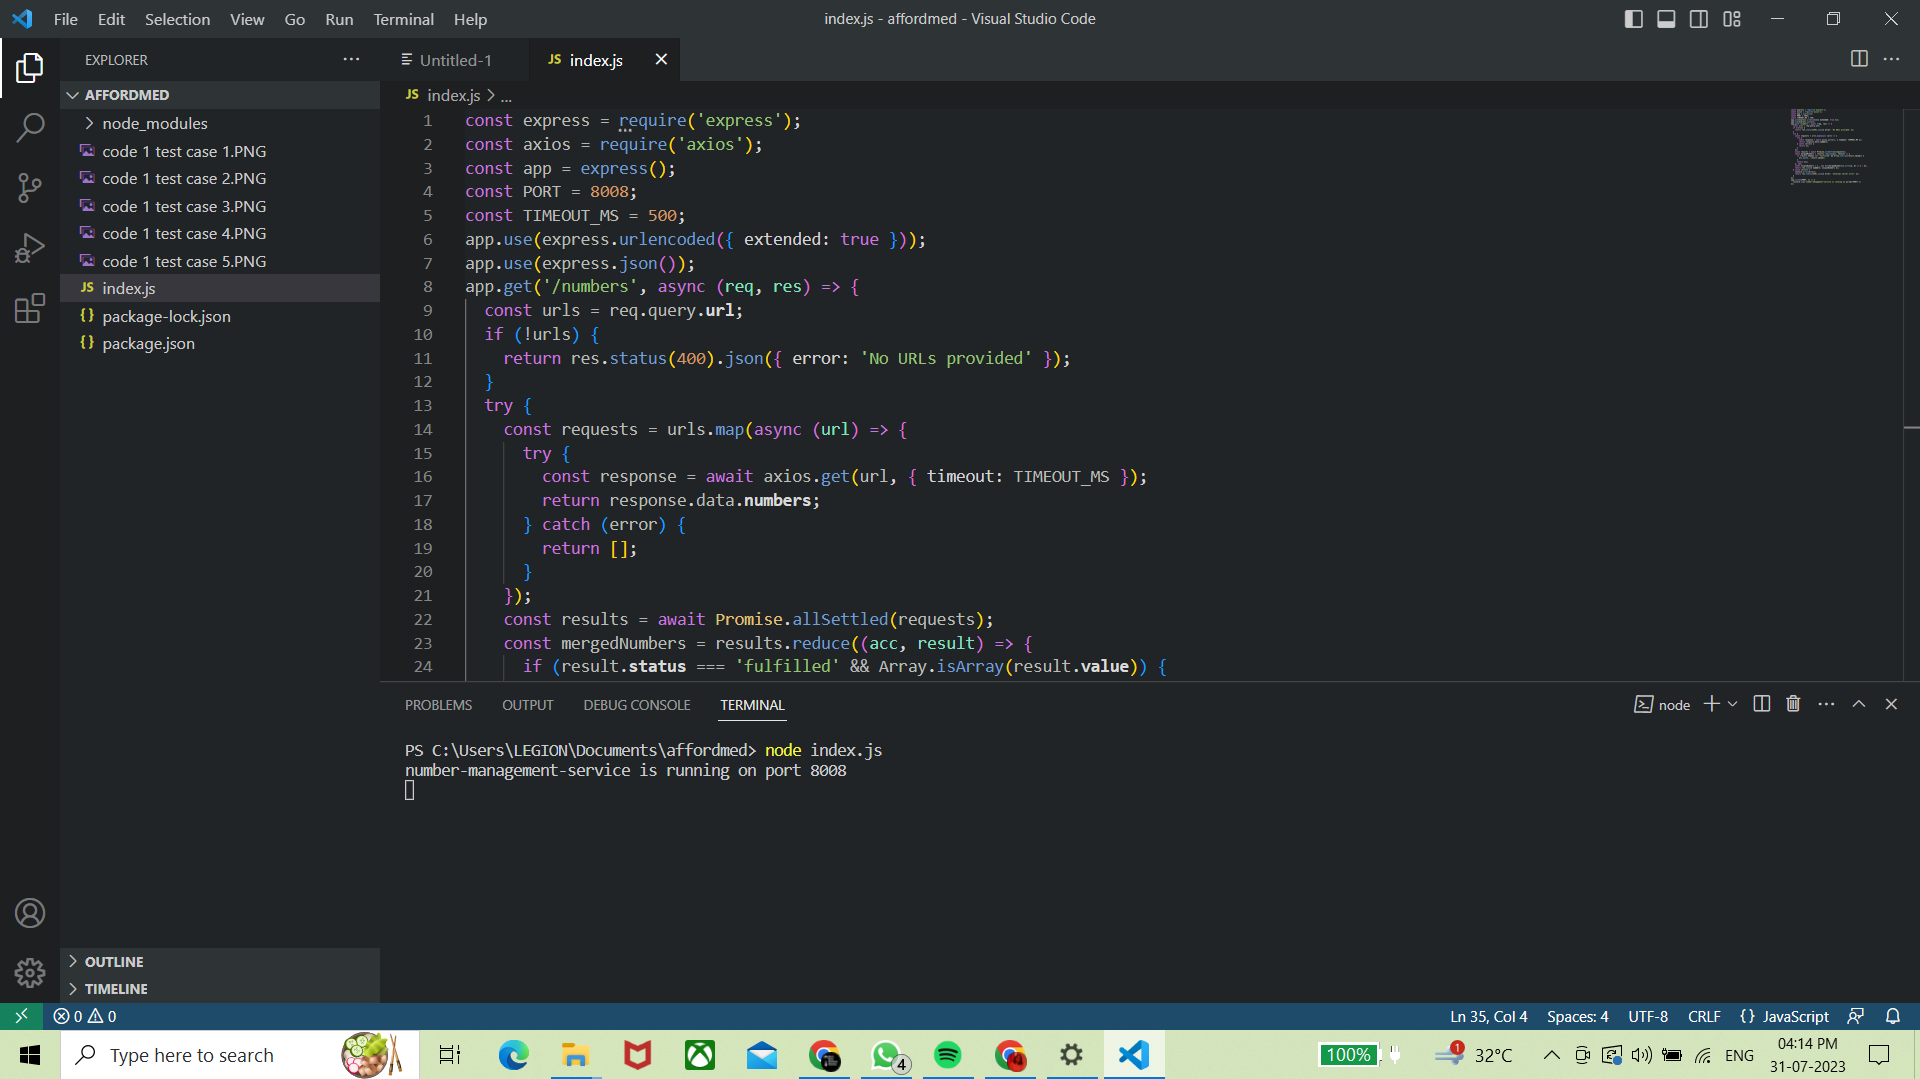 File Edit Selection View Go Run Terminal Help
index.js - affordmed - Visual Studio Code
EXPLORER
Untitled-1
JS index.js
AFFORDMED
node_modules
code 1 test case 1.PNG
code 1 test case 2.PNG
code 1 test case 3.PNG
code 1 test case 4.PNG
code 1 test case 5.PNG
JS index.js
{} package-lock.json
{} package.json
JS index.js > ...
1 const express = require('express');
2 const axios = require('axios');
3 const app = express();
4 const PORT = 8008;
5 const TIMEOUT_MS = 500;
6 app.use(express.urlencoded({ extended: true }));
7 app.use(express.json());
8 app.get('/numbers', async (req, res) => {
9 const urls = req.query.url;
10 if (!urls) {
11 return res.status(400).json({ error: 'No URLs provided' });
12 }
13 try {
14 const requests = urls.map(async (url) => {
15 try {
16 const response = await axios.get(url, { timeout: TIMEOUT_MS });
17 return response.data.numbers;
18 } catch (error) {
19 return [];
20 }
21 });
22 const results = await Promise.allSettled(requests);
23 const mergedNumbers = results.reduce((acc, result) => {
24 if (result.status === 'fulfilled' && Array.isArray(result.value)) {
PROBLEMS OUTPUT DEBUG CONSOLE TERMINAL
node
PS C:\Users\LEGION\Documents\affordmed> node index.js
number-management-service is running on port 8008
OUTLINE
TIMELINE
0 0
Ln 35, Col 4 Spaces: 4 UTF-8 CRLF {} JavaScript
Type here to search
4
100%
1
32°C
ENG
04:14 PM
31-07-2023